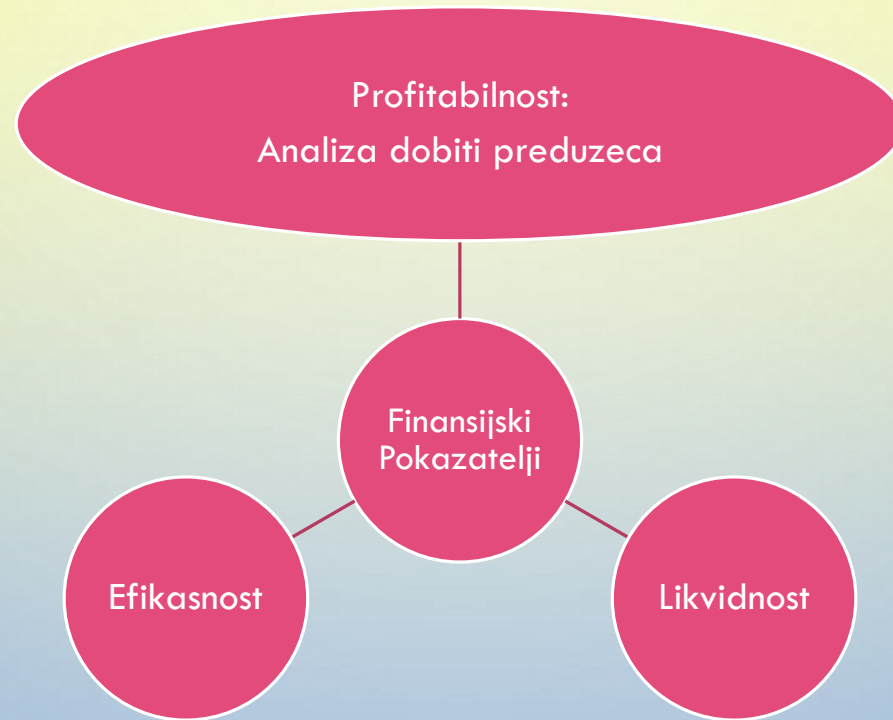 Profitabilnost:
Analiza dobiti preduzeca
Finansijski
Pokazatelji
Efikasnost
Likvidnost